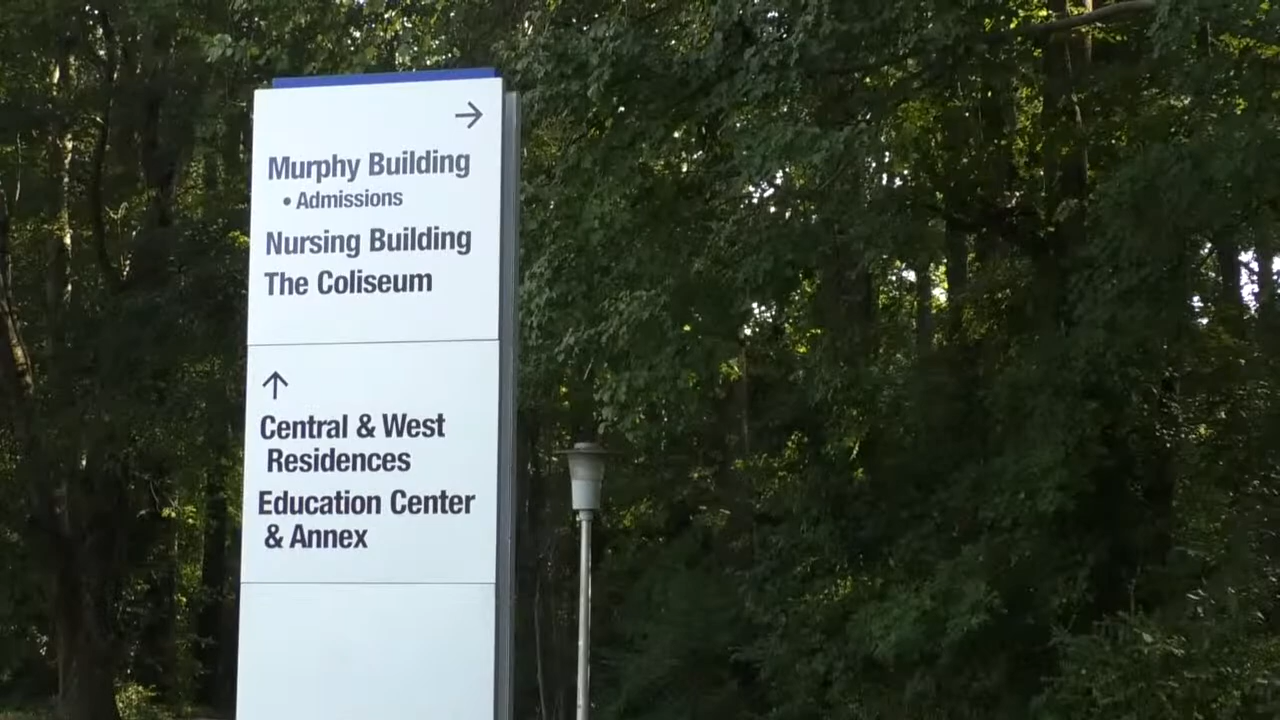 →
Murphy Building
• Admissions
Nursing Building
The Coliseum
↑
Central & West
Residences
Education Center
& Annex